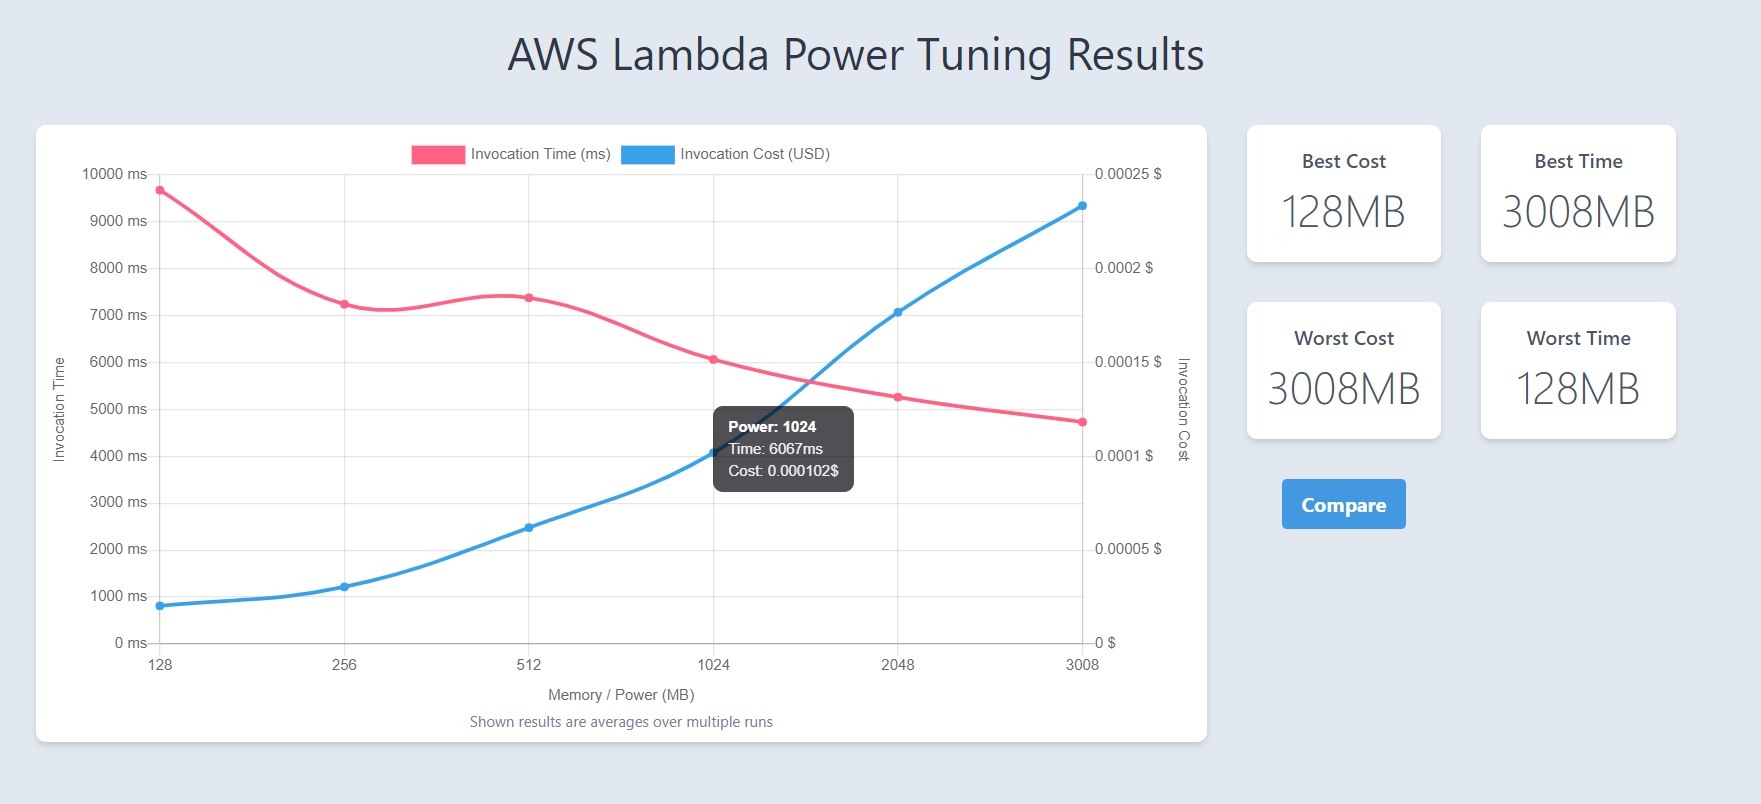 AWS Lambda Power Tuning Results
Invocation Time (ms) Invocation Cost (USD)
10000 ms
9000 ms
8000 ms
7000 ms
6000 ms
5000 ms
4000 ms
3000 ms
2000 ms
1000 ms
0 ms
Invocation Time
0.00025 $
0.0002 $
0.00015 $
0.0001 $
0.00005 $
0 $
Invocation Cost
Power: 1024
Time: 6067ms
Cost: 0.000102$
128 256 512 1024 2048 3008
Memory / Power (MB)
Shown results are averages over multiple runs
Best Cost
128MB
Best Time
3008MB
Worst Cost
3008MB
Worst Time
128MB
Compare